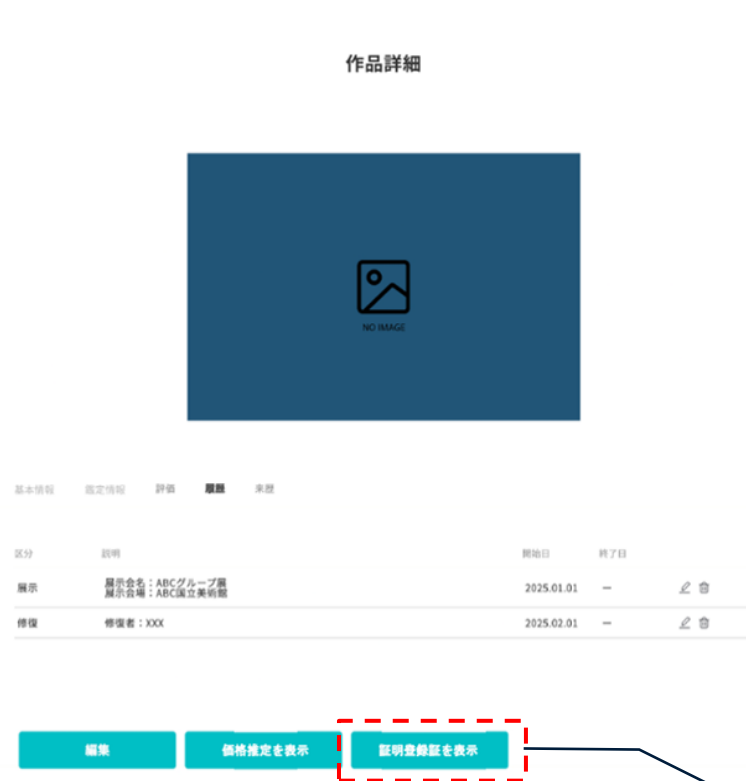 作品詳細
NO IMAGE
基本情報 鑑定情報 評価 履歴 来歴
区分 説明 開始日 終了日
展示 展示会名：ABCグループ展 2025.01.01 —
展示会場：ABC国立美術館
修復 修復者：XXX 2025.02.01 —
編集 価格推定を表示 証明登録証を表示